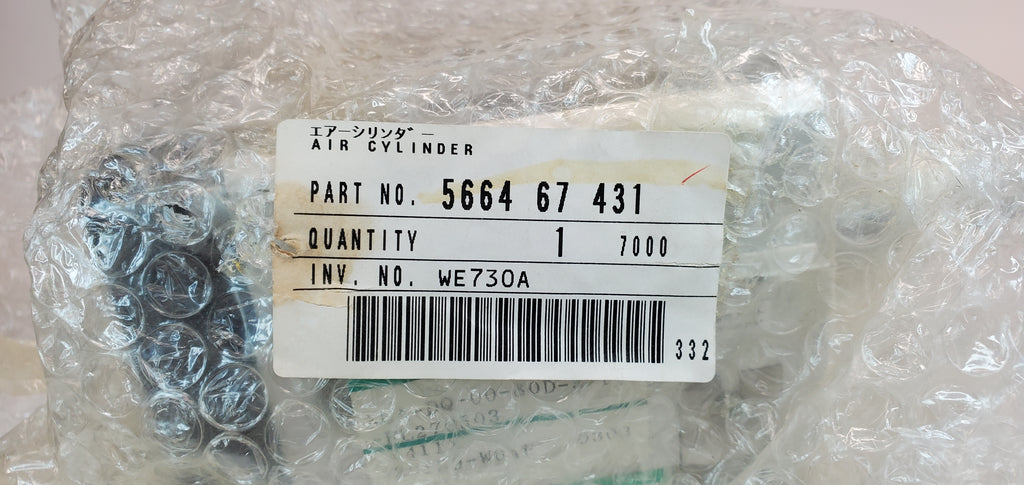 エアーシリンダー
AIR CYLINDER
PART NO. 5664 67 431
QUANTITY 1 7000
INV. NO. WE730A
332